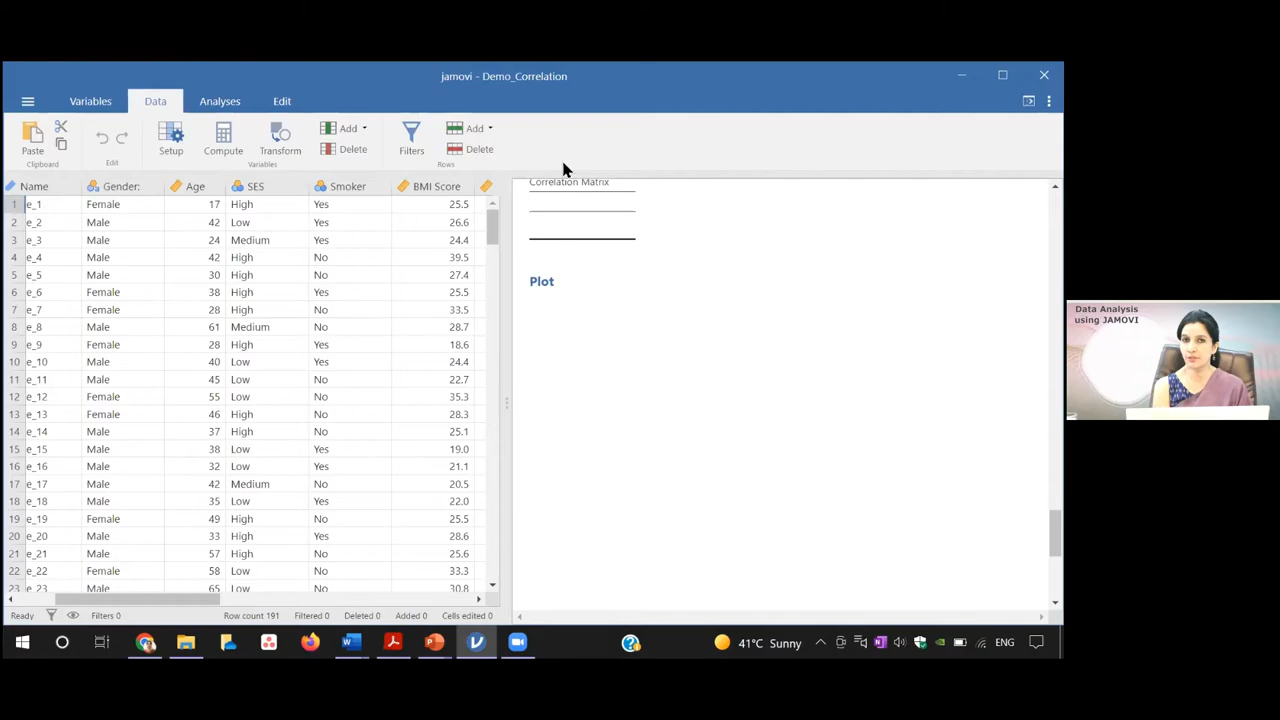 jamovi - Demo_Correlation
Variables Data Analyses Edit
Paste Setup Compute Transform Add Delete Filters Add Delete
Clipboard Edit Variables Rows
Name Gender: Age SES Smoker BMI Score
1 e_1 Female 17 High Yes 25.5
2 e_2 Male 42 Low Yes 26.6
3 e_3 Male 24 Medium Yes 24.4
4 e_4 Male 42 High No 39.5
5 e_5 Male 30 High No 27.4
6 e_6 Female 38 High Yes 25.5
7 e_7 Female 28 High No 33.5
8 e_8 Male 61 Medium No 28.7
9 e_9 Female 28 High Yes 18.6
10 e_10 Male 40 Low Yes 24.4
11 e_11 Male 45 Low No 22.7
12 e_12 Female 55 Low No 35.3
13 e_13 Female 46 High No 28.3
14 e_14 Male 37 High No 25.1
15 e_15 Male 38 Low Yes 19.0
16 e_16 Male 32 Low Yes 21.1
17 e_17 Male 42 Medium No 20.5
18 e_18 Male 35 Low Yes 22.0
19 e_19 Female 49 High No 25.5
20 e_20 Male 33 High Yes 28.6
21 e_21 Male 57 High No 25.6
22 e_22 Female 58 Low No 33.3
23 e_23 Male 65 Low No 30.8
Ready Filters 0 Row count 191 Filtered 0 Deleted 0 Added 0 Cells edited 0
Correlation Matrix
Plot
Data Analysis
using JAMOVI
41°C Sunny ENG